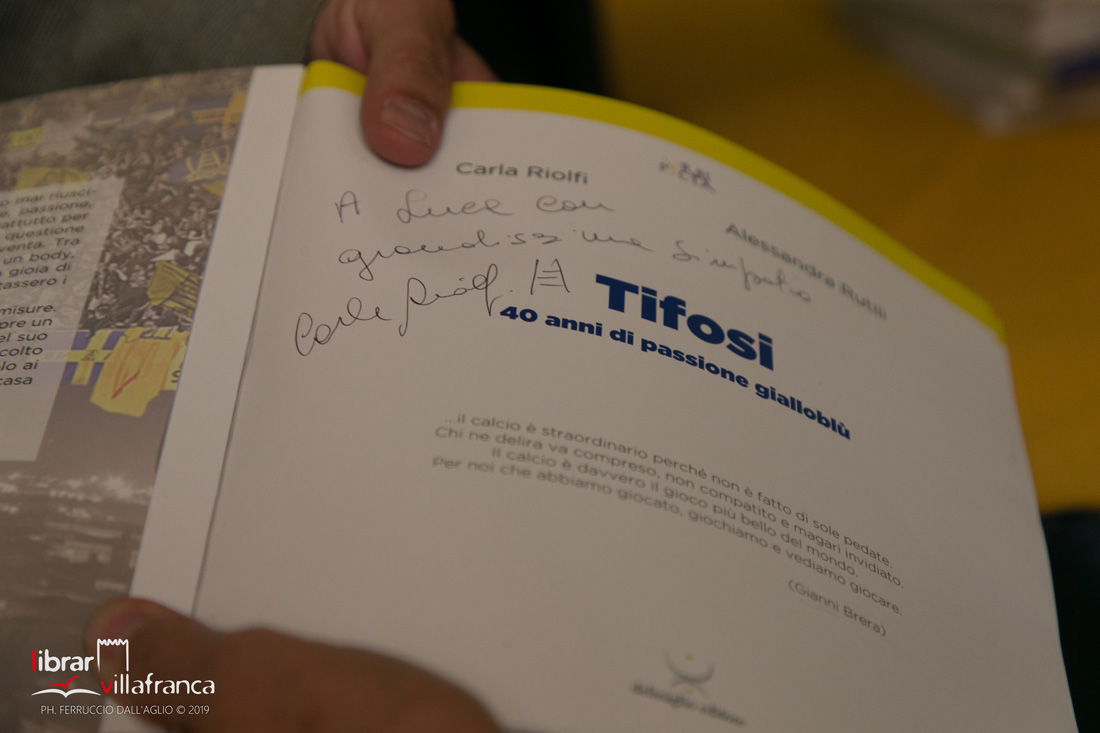 o mai riusci-
e, passione,
attutto per
questione
venta. Tra
un body,
a gioia di
tassero i
misure.
pre un
el suo
colto
lo ai
casa
Carla Riolfi
Alessandra Rutili
A Luca con
grandissima simpatia
Carla Riolfi
Tifosi
40 anni di passione gialloblù
...il calcio è straordinario perché non è fatto di sole pedate.
Chi ne delira va compreso, non compatito e magari invidiato.
Il calcio è davvero il gioco più bello del mondo.
Per noi che abbiamo giocato, giochiamo e vediamo giocare.
(Gianni Brera)
librar
villafranca
PH. FERRUCCIO DALL'AGLIO © 2019